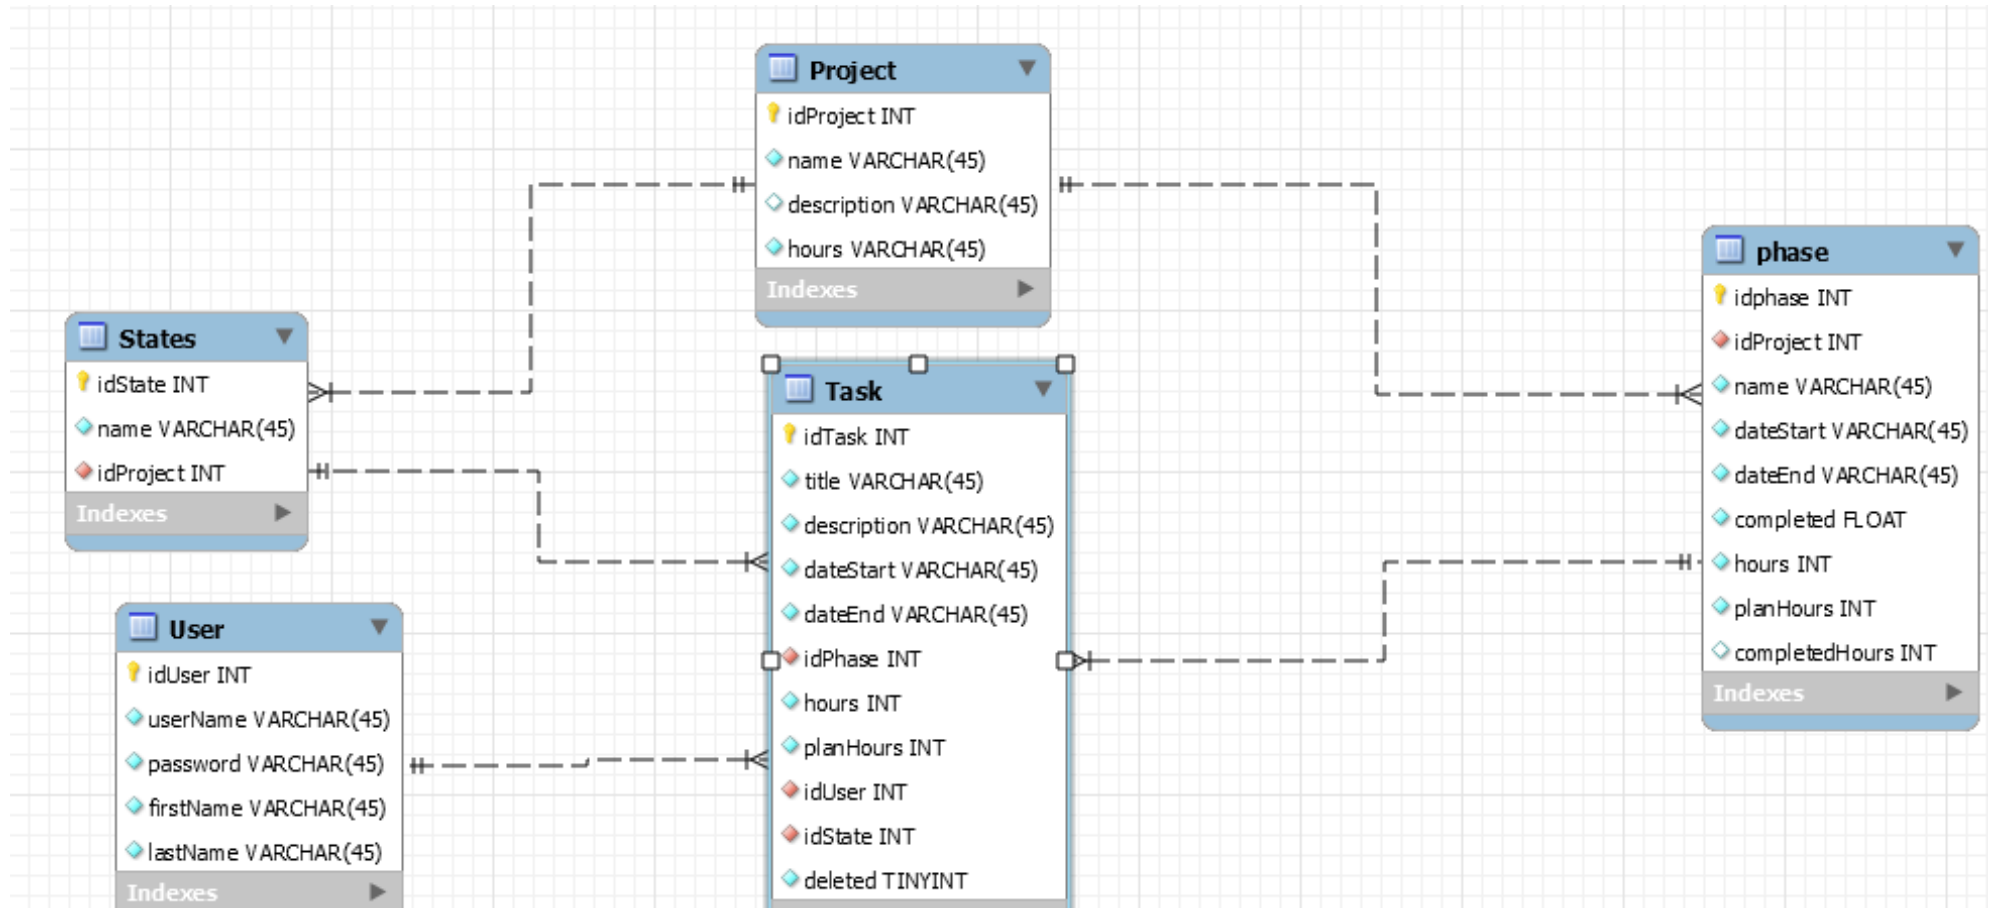 Project
idProject INT
name VARCHAR(45)
description VARCHAR(45)
hours VARCHAR(45)
Indexes
States
idState INT
name VARCHAR(45)
idProject INT
Indexes
User
idUser INT
userName VARCHAR(45)
password VARCHAR(45)
firstName VARCHAR(45)
lastName VARCHAR(45)
Indexes
Task
idTask INT
title VARCHAR(45)
description VARCHAR(45)
dateStart VARCHAR(45)
dateEnd VARCHAR(45)
idPhase INT
hours INT
planHours INT
idUser INT
idState INT
deleted TINYINT
phase
idphase INT
idProject INT
name VARCHAR(45)
dateStart VARCHAR(45)
dateEnd VARCHAR(45)
completed FLOAT
hours INT
planHours INT
completedHours INT
Indexes